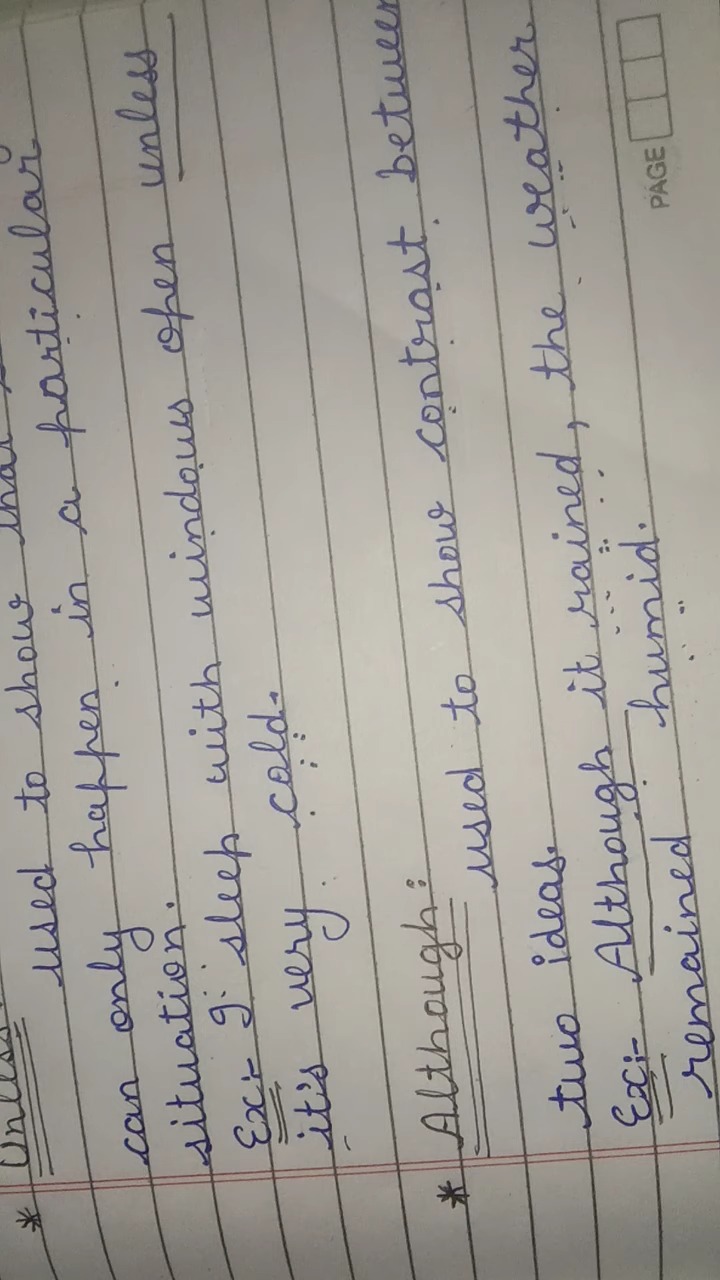 * Unless:
used to show that
can only happen in a particular
situation.
Ex:- I sleep with windows open unless
it's very cold.
* Although:
used to show contrast between
two ideas.
Ex:- Although it rained, the weather
remained humid.
PAGE